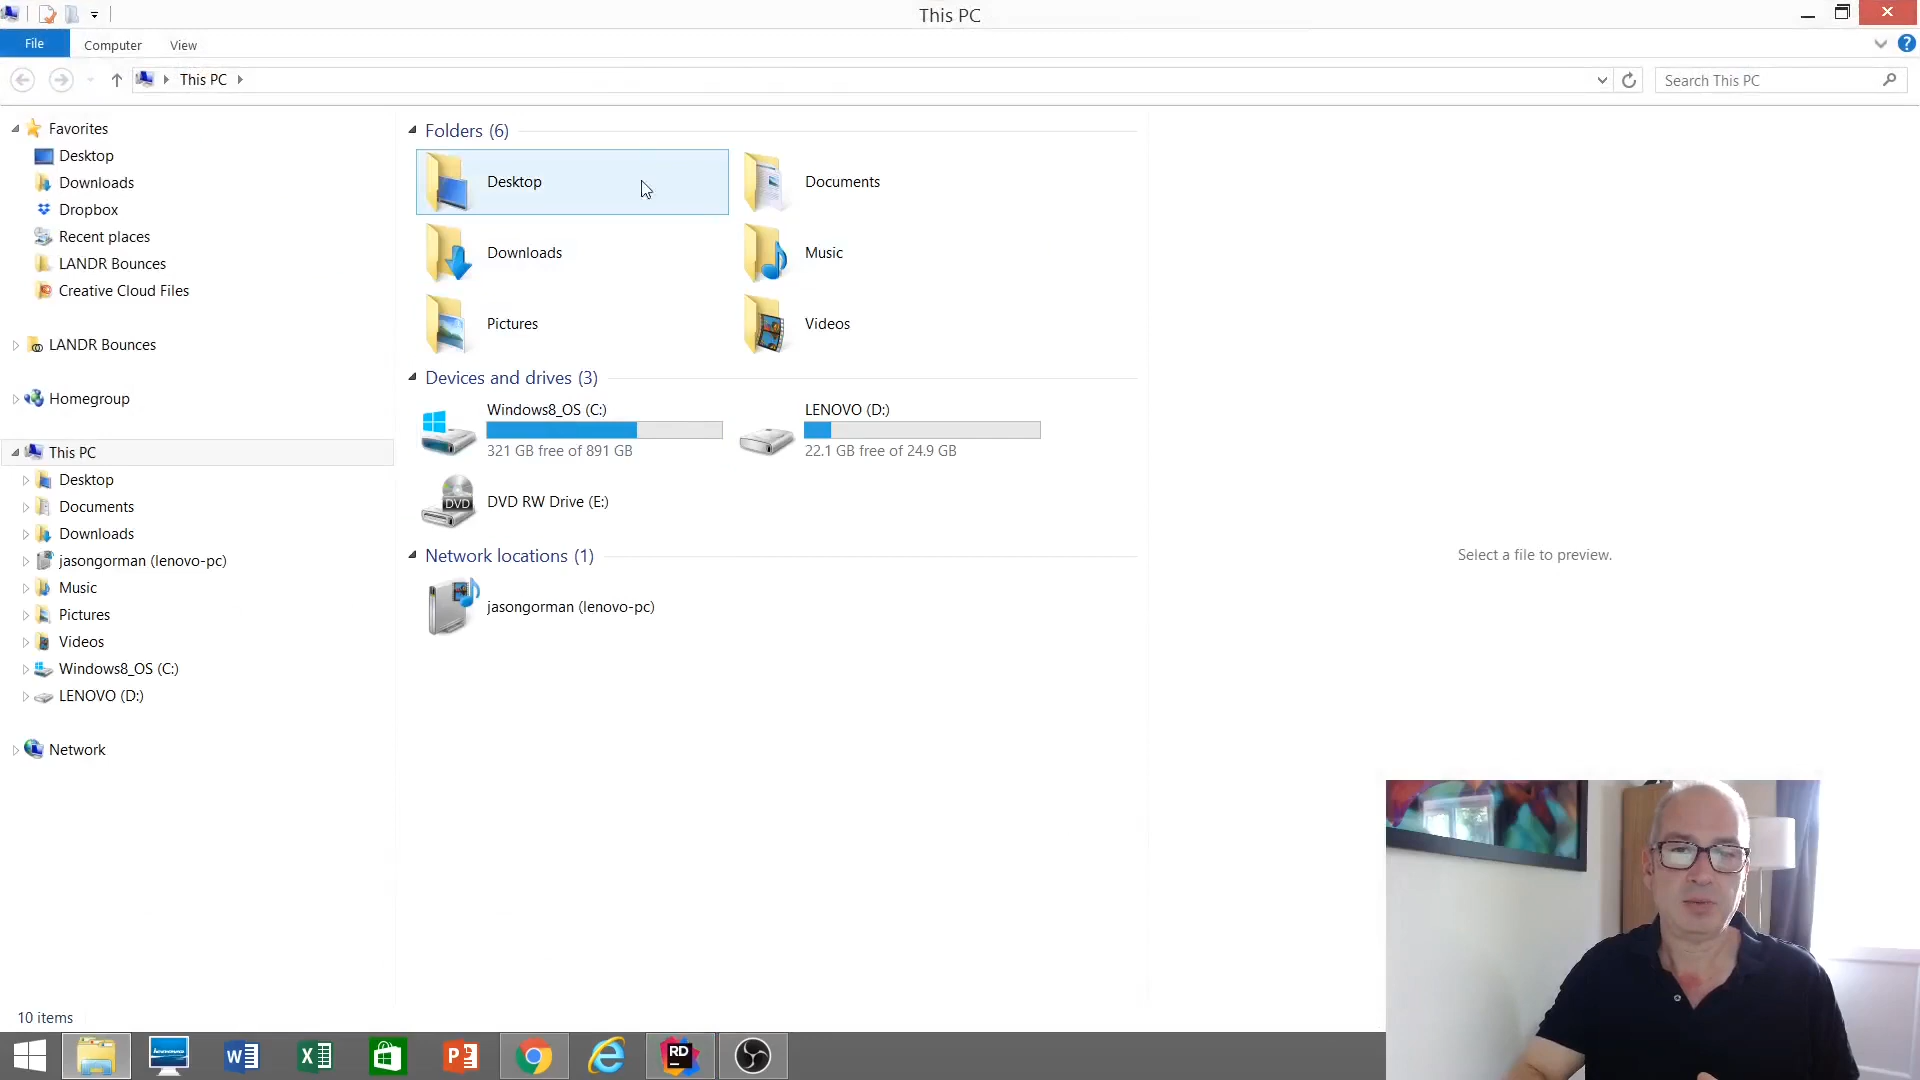 This PC
File
Computer
View
This PC
Search This PC
Favorites
Desktop
Downloads
Dropbox
Recent places
LANDR Bounces
Creative Cloud Files
LANDR Bounces
Homegroup
This PC
Desktop
Documents
Downloads
jasongorman (lenovo-pc)
Music
Pictures
Videos
Windows8_OS (C:)
LENOVO (D:)
Network
Folders (6)
Desktop
Documents
Downloads
Music
Pictures
Videos
Devices and drives (3)
Windows8_OS (C:)
321 GB free of 891 GB
LENOVO (D:)
22.1 GB free of 24.9 GB
DVD
DVD RW Drive (E:)
Network locations (1)
jasongorman (lenovo-pc)
Select a file to preview.
10 items
RD